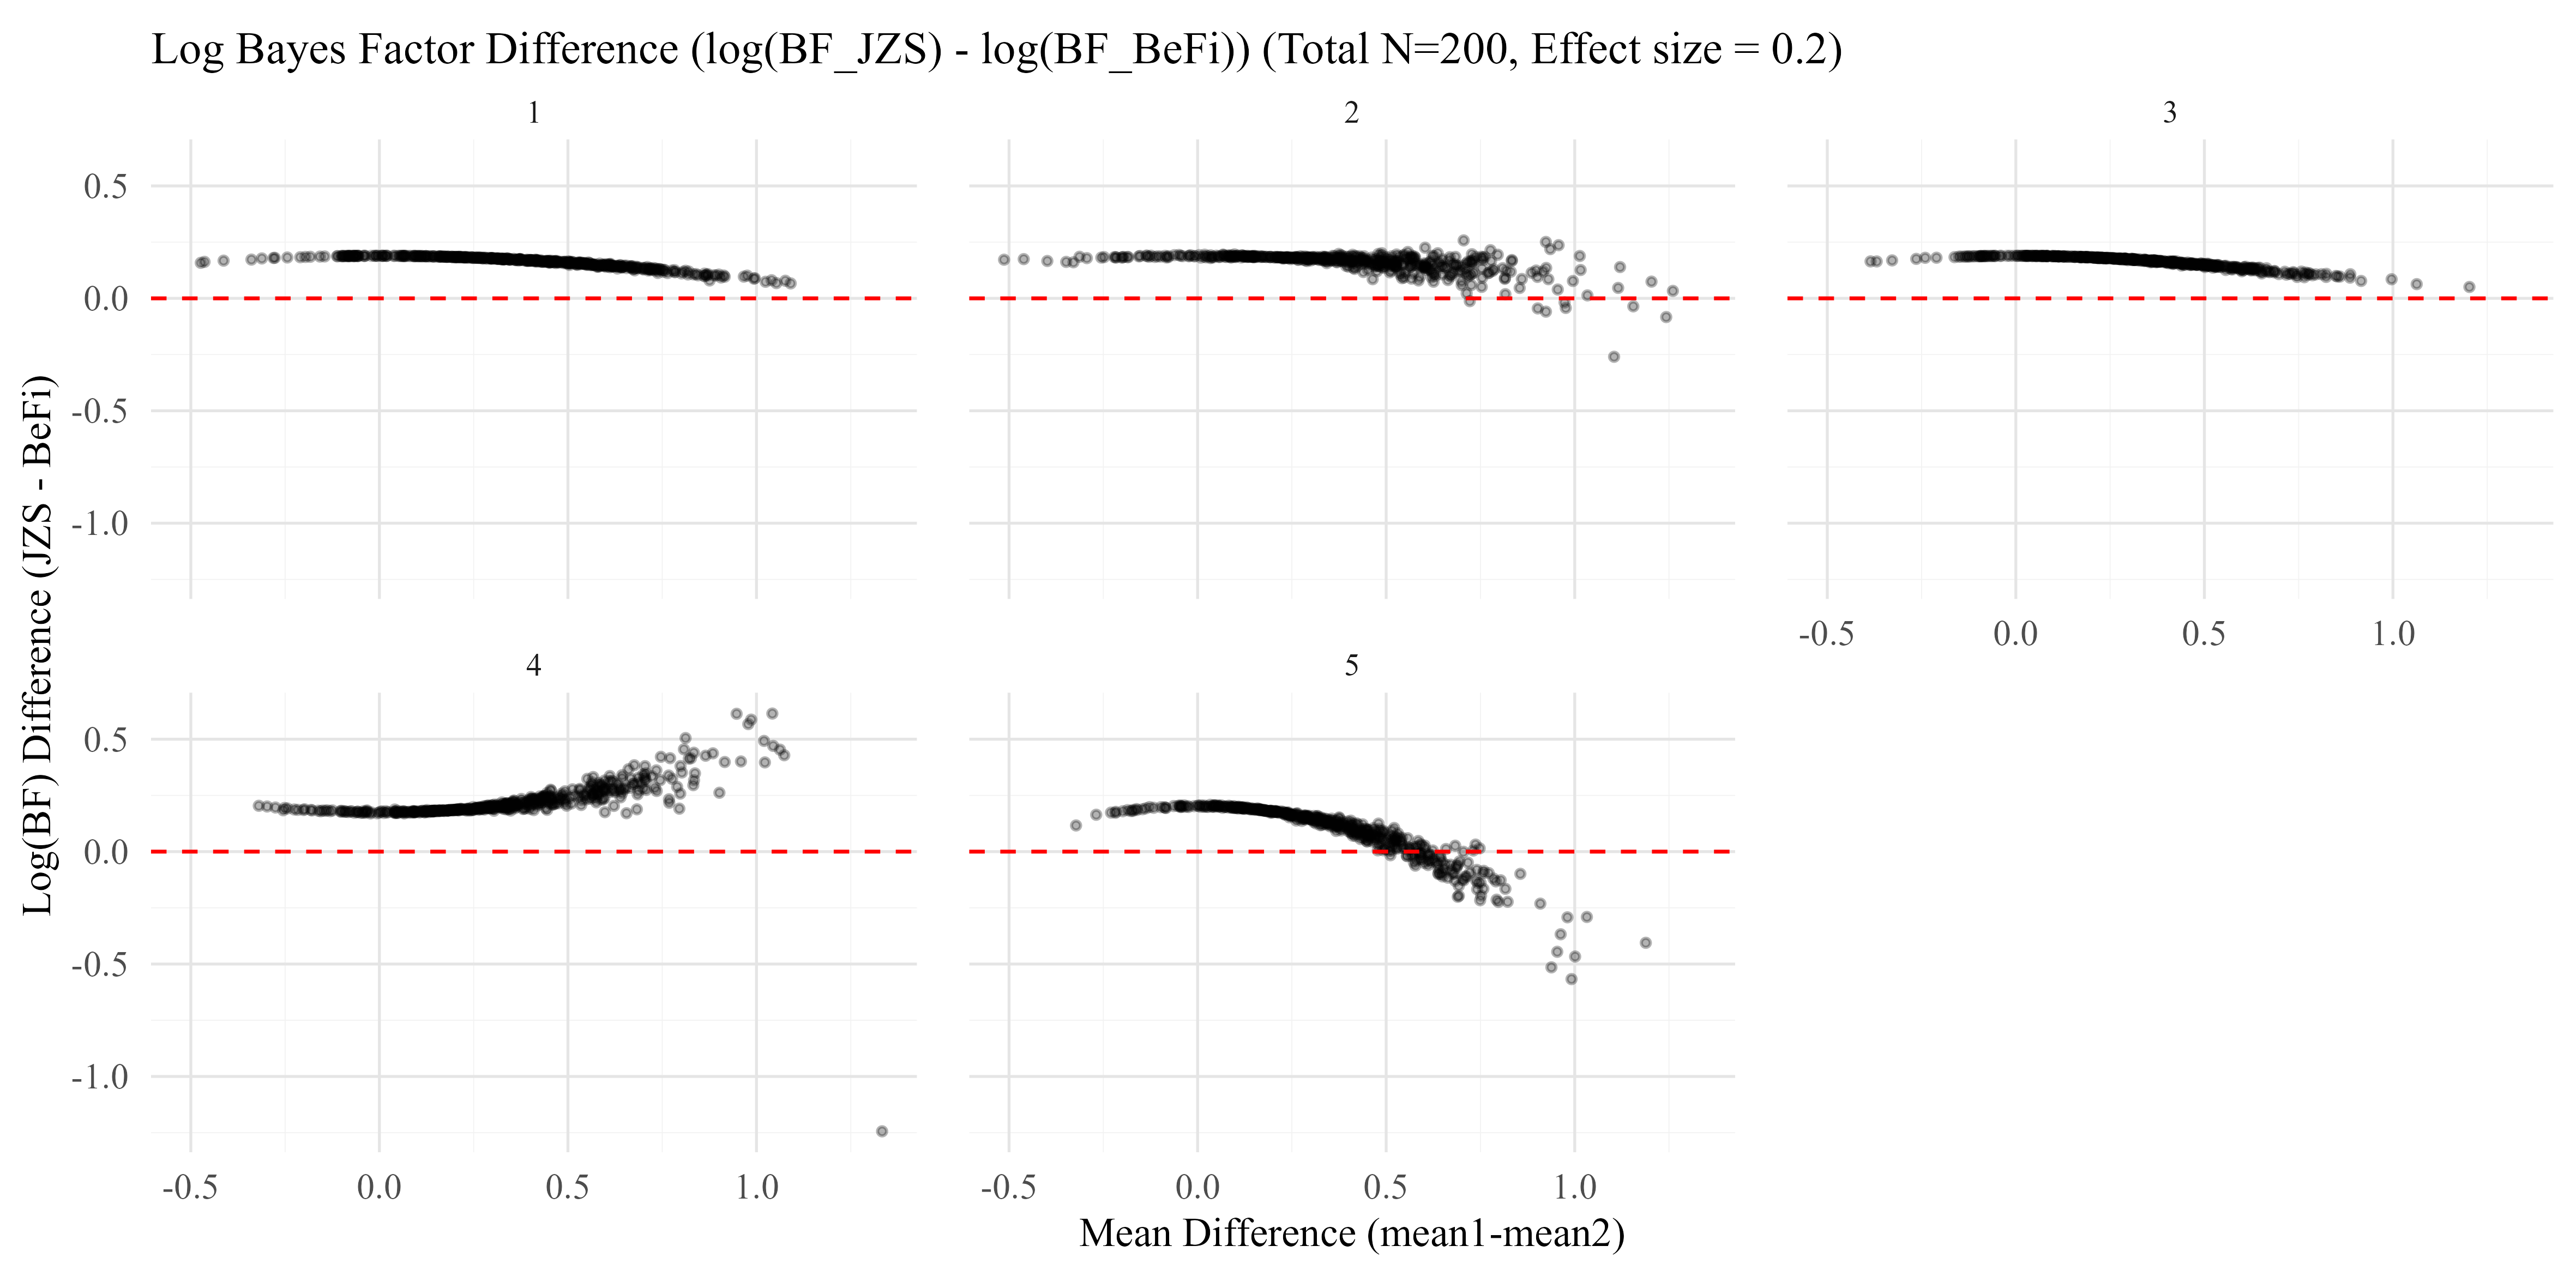 Log Bayes Factor Difference (log(BF_JZS) - log(BF_BeFi)) (Total N=200, Effect size = 0.2)
1
2
3
0.5
0.0
-0.5
-1.0
-0.5 0.0 0.5 1.0
4
5
0.5
0.0
-0.5
-1.0
-0.5 0.0 0.5 1.0
-0.5 0.0 0.5 1.0
Log(BF) Difference (JZS - BeFi)
Mean Difference (mean1-mean2)